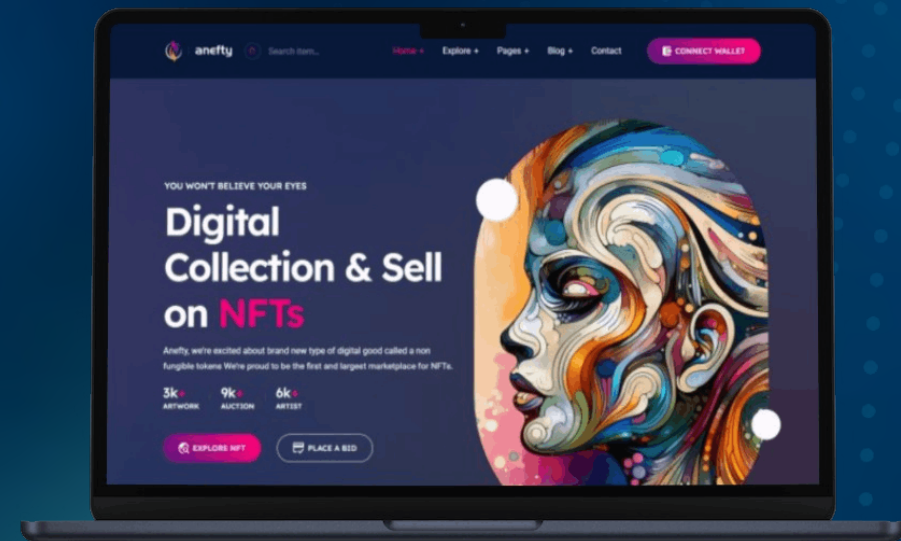 anefty
Search item...
Home +
Explore +
Pages +
Blog +
Contact
CONNECT WALLET
YOU WON'T BELIEVE YOUR EYES
Digital
Collection & Sell
on NFTs
Anefty, we're excited about brand new type of digital good called a non
fungible tokens We're proud to be the first and largest marketplace for NFTs.
3k+ 9k+ 6k+
ARTWORK AUCTION ARTIST
EXPLORE NFT PLACE A BID